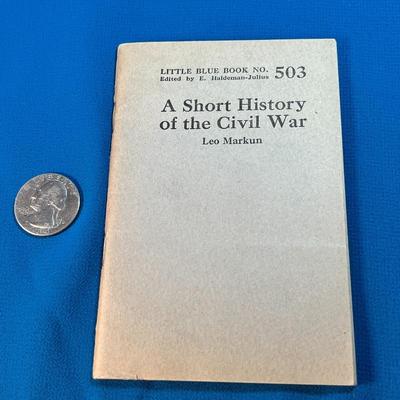 LITTLE BLUE BOOK NO. 503
Edited by E. Haldeman-Julius
A Short History
of the Civil War
Leo Markun